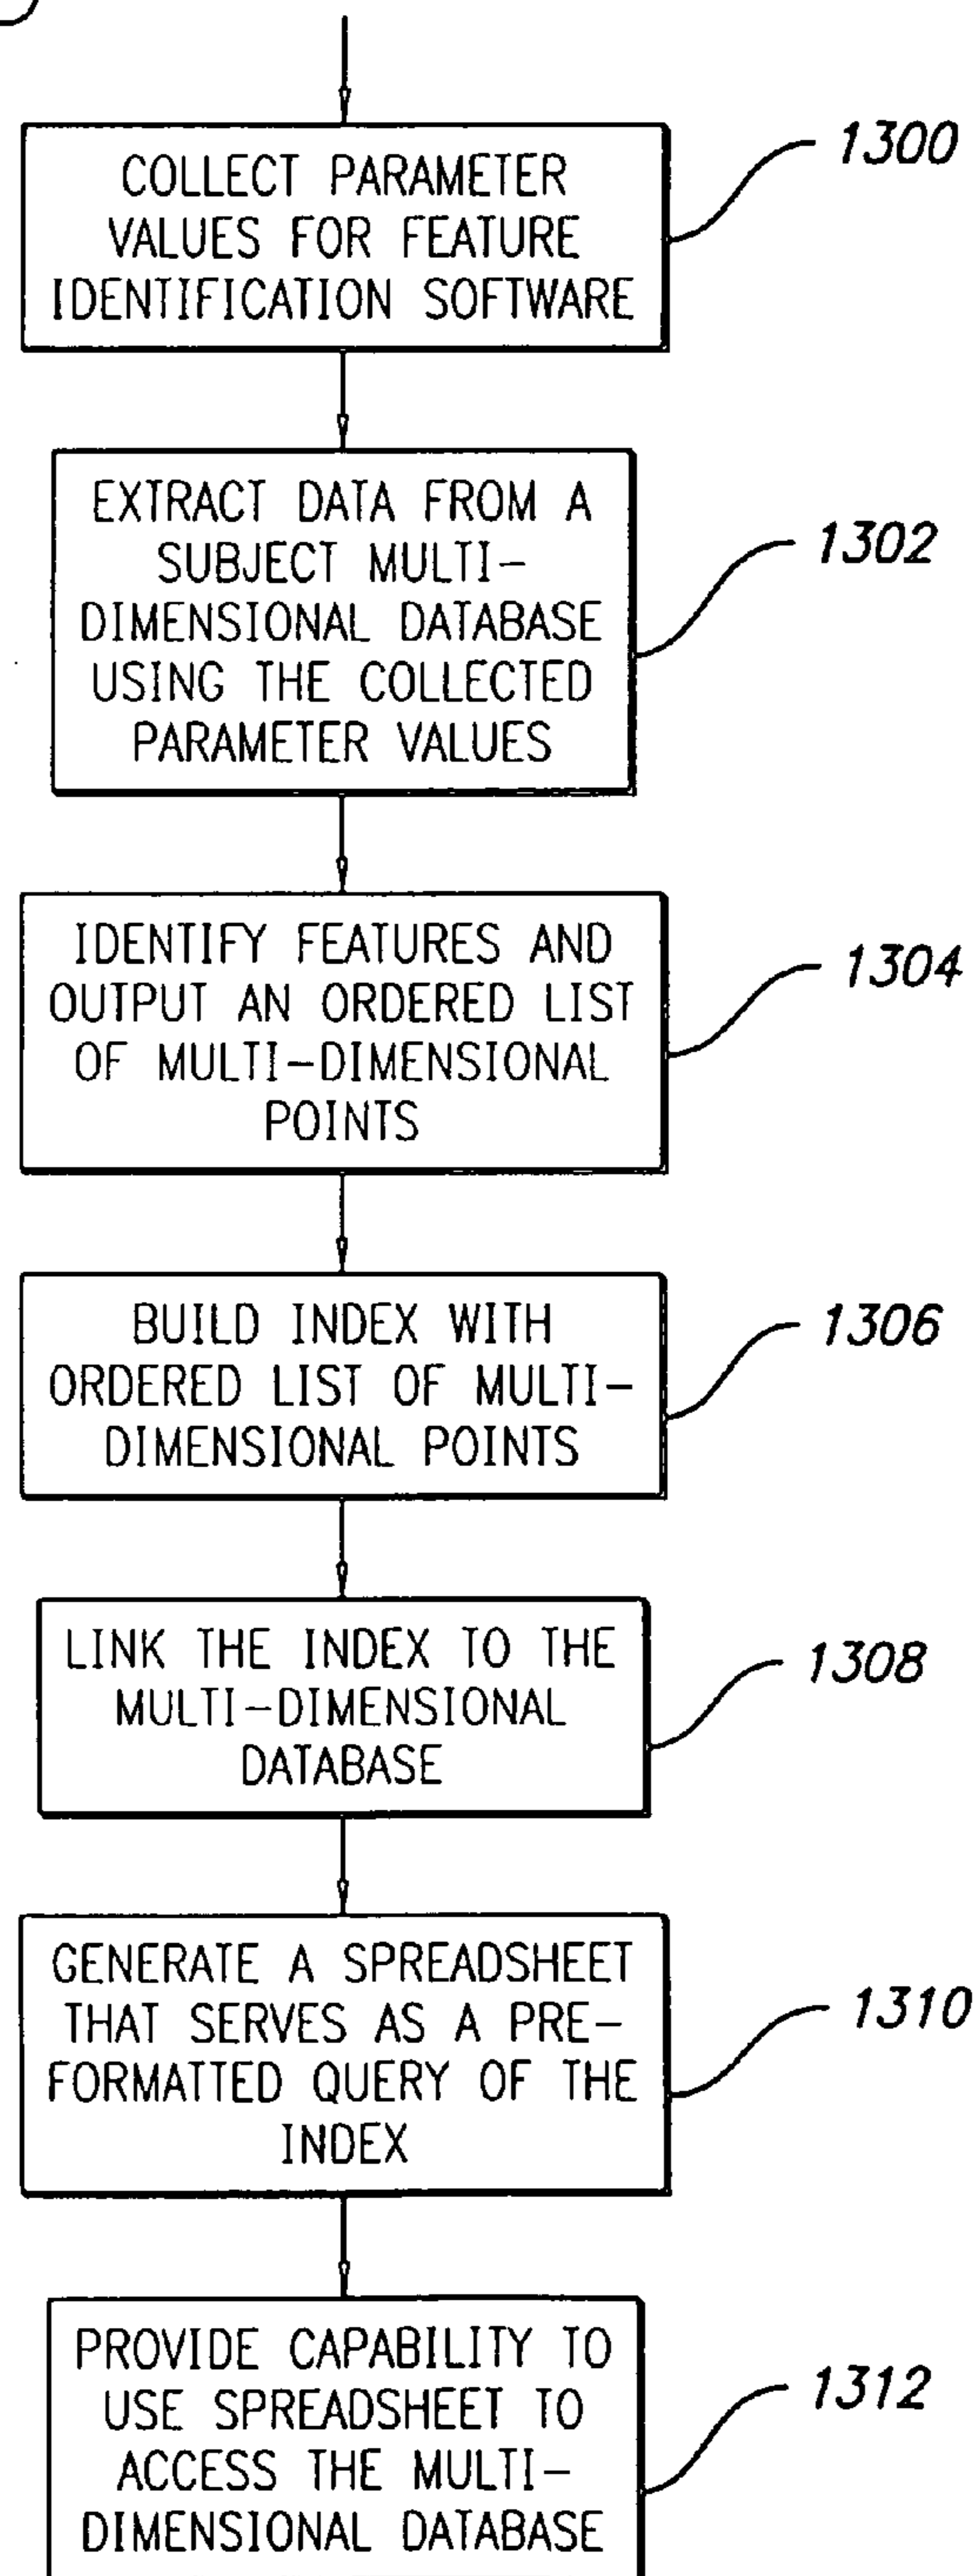 COLLECT PARAMETER
VALUES FOR FEATURE
IDENTIFICATION SOFTWARE
1300
EXTRACT DATA FROM A
SUBJECT MULTI-
DIMENSIONAL DATABASE
USING THE COLLECTED
PARAMETER VALUES
1302
IDENTIFY FEATURES AND
OUTPUT AN ORDERED LIST
OF MULTI-DIMENSIONAL
POINTS
1304
BUILD INDEX WITH
ORDERED LIST OF MULTI-
DIMENSIONAL POINTS
1306
LINK THE INDEX TO THE
MULTI-DIMENSIONAL
DATABASE
1308
GENERATE A SPREADSHEET
THAT SERVES AS A PRE-
FORMATTED QUERY OF THE
INDEX
1310
PROVIDE CAPABILITY TO
USE SPREADSHEET TO
ACCESS THE MULTI-
DIMENSIONAL DATABASE
1312